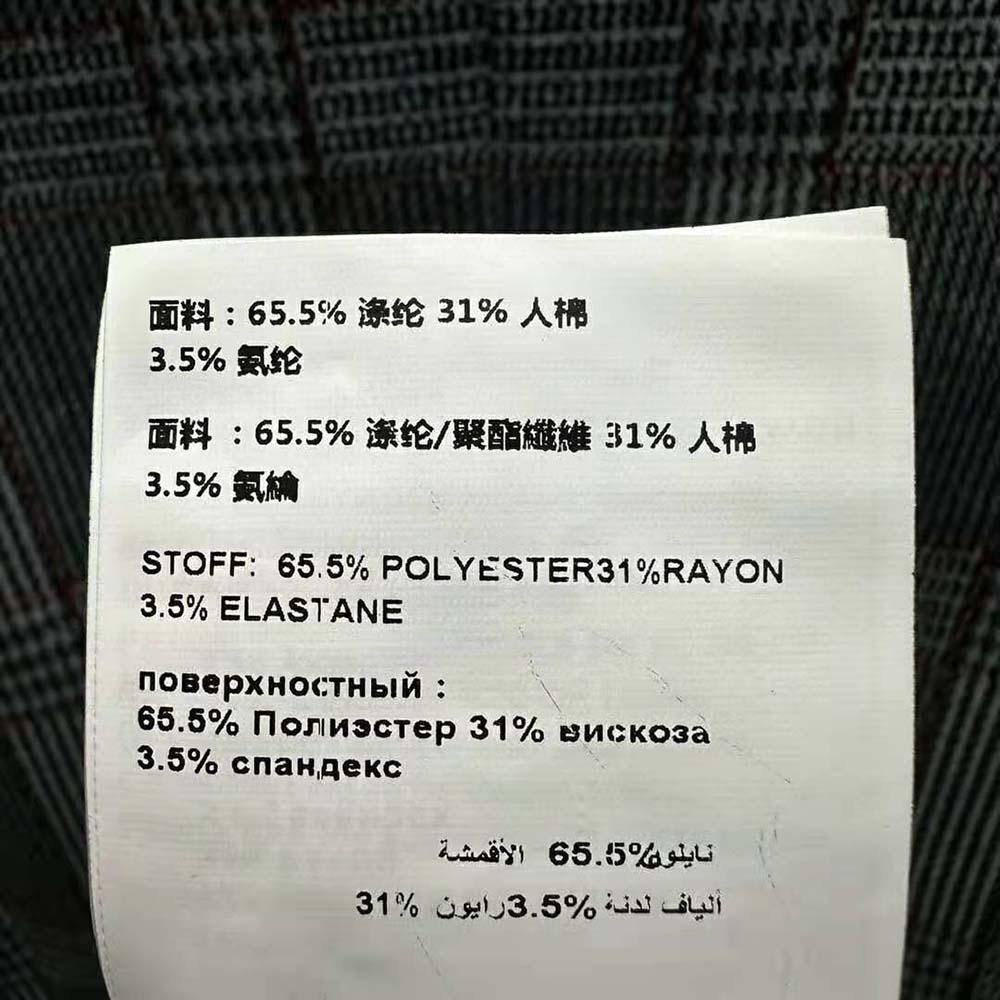 面料：65.5% 涤纶 31% 人棉
3.5% 氨纶
面料 ：65.5% 涤纶/聚酯纖維 31% 人棉
3.5% 氨綸
STOFF: 65.5% POLYESTER31%RAYON
3.5% ELASTANE
поверхностный :
65.5% Полиэстер 31% вискоза
3.5% спандекс
الأقمشة 65.5% نايلون
31% رايون 3.5% ألياف لدنة